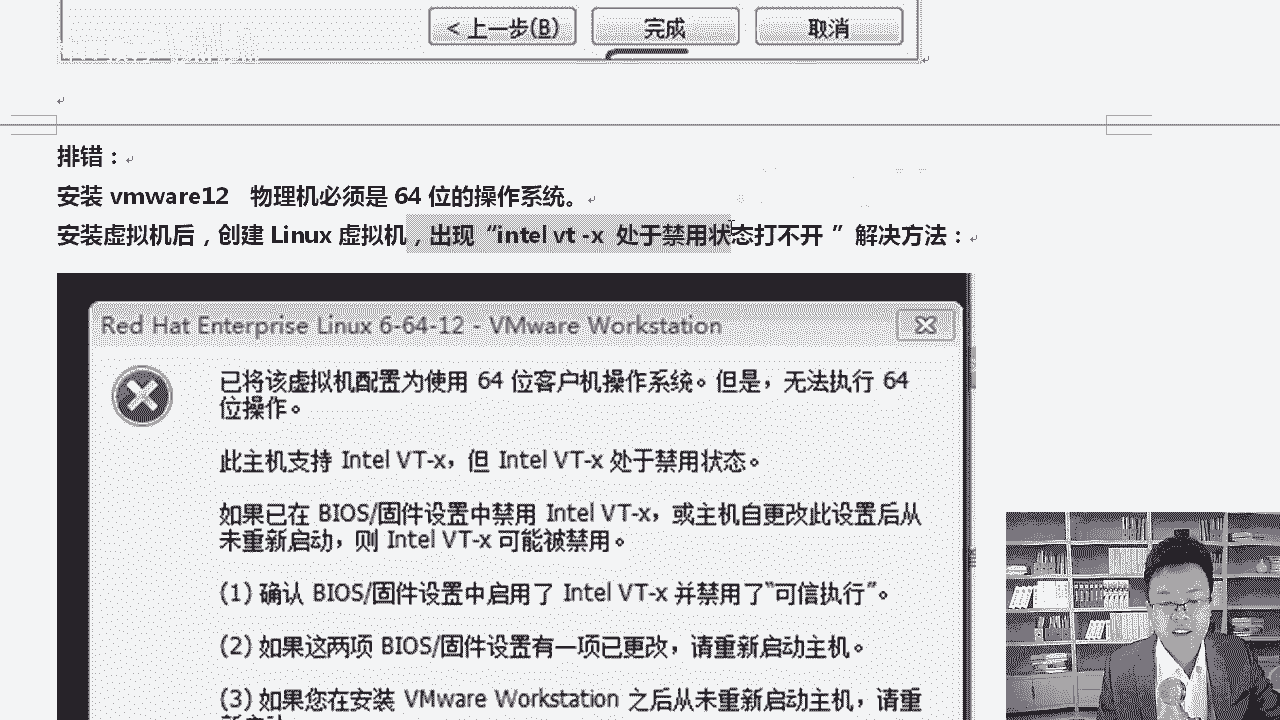 < 上一步(B) 完成 取消
排错：
安装 vmware12 物理机必须是 64 位的操作系统。
安装虚拟机后，创建 Linux 虚拟机，出现“intel vt -x 处于禁用状态打不开 ”解决方法：
Red Hat Enterprise Linux 6-64-12 - VMware Workstation
已将该虚拟机配置为使用 64 位客户机操作系统。但是，无法执行 64
位操作。
此主机支持 Intel VT-x，但 Intel VT-x 处于禁用状态。
如果已在 BIOS/固件设置中禁用 Intel VT-x，或主机自更改此设置后从
未重新启动，则 Intel VT-x 可能被禁用。
(1) 确认 BIOS/固件设置中启用了 Intel VT-x 并禁用了“可信执行”。
(2) 如果这两项 BIOS/固件设置有一项已更改，请重新启动主机。
(3) 如果您在安装 VMware Workstation 之后从未重新启动主机，请重